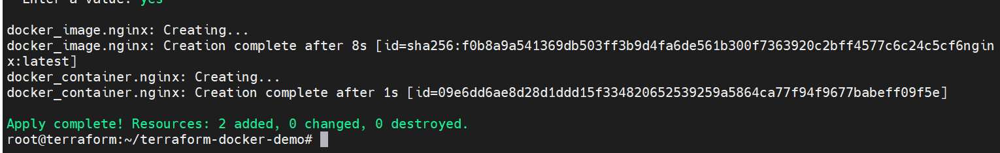 Enter a value: yes
docker_image.nginx: Creating...
docker_image.nginx: Creation complete after 8s [id=sha256:f0b8a9a541369db503ff3b9d4fa6de561b300f7363920c2bff4577c6c24c5cf6ngin
x:latest]
docker_container.nginx: Creating...
docker_container.nginx: Creation complete after 1s [id=09e6dd6ae8d28d1ddd15f334820652539259a5864ca77f94f9677babeff09f5e]
Apply complete! Resources: 2 added, 0 changed, 0 destroyed.
root@terraform:~/terraform-docker-demo#